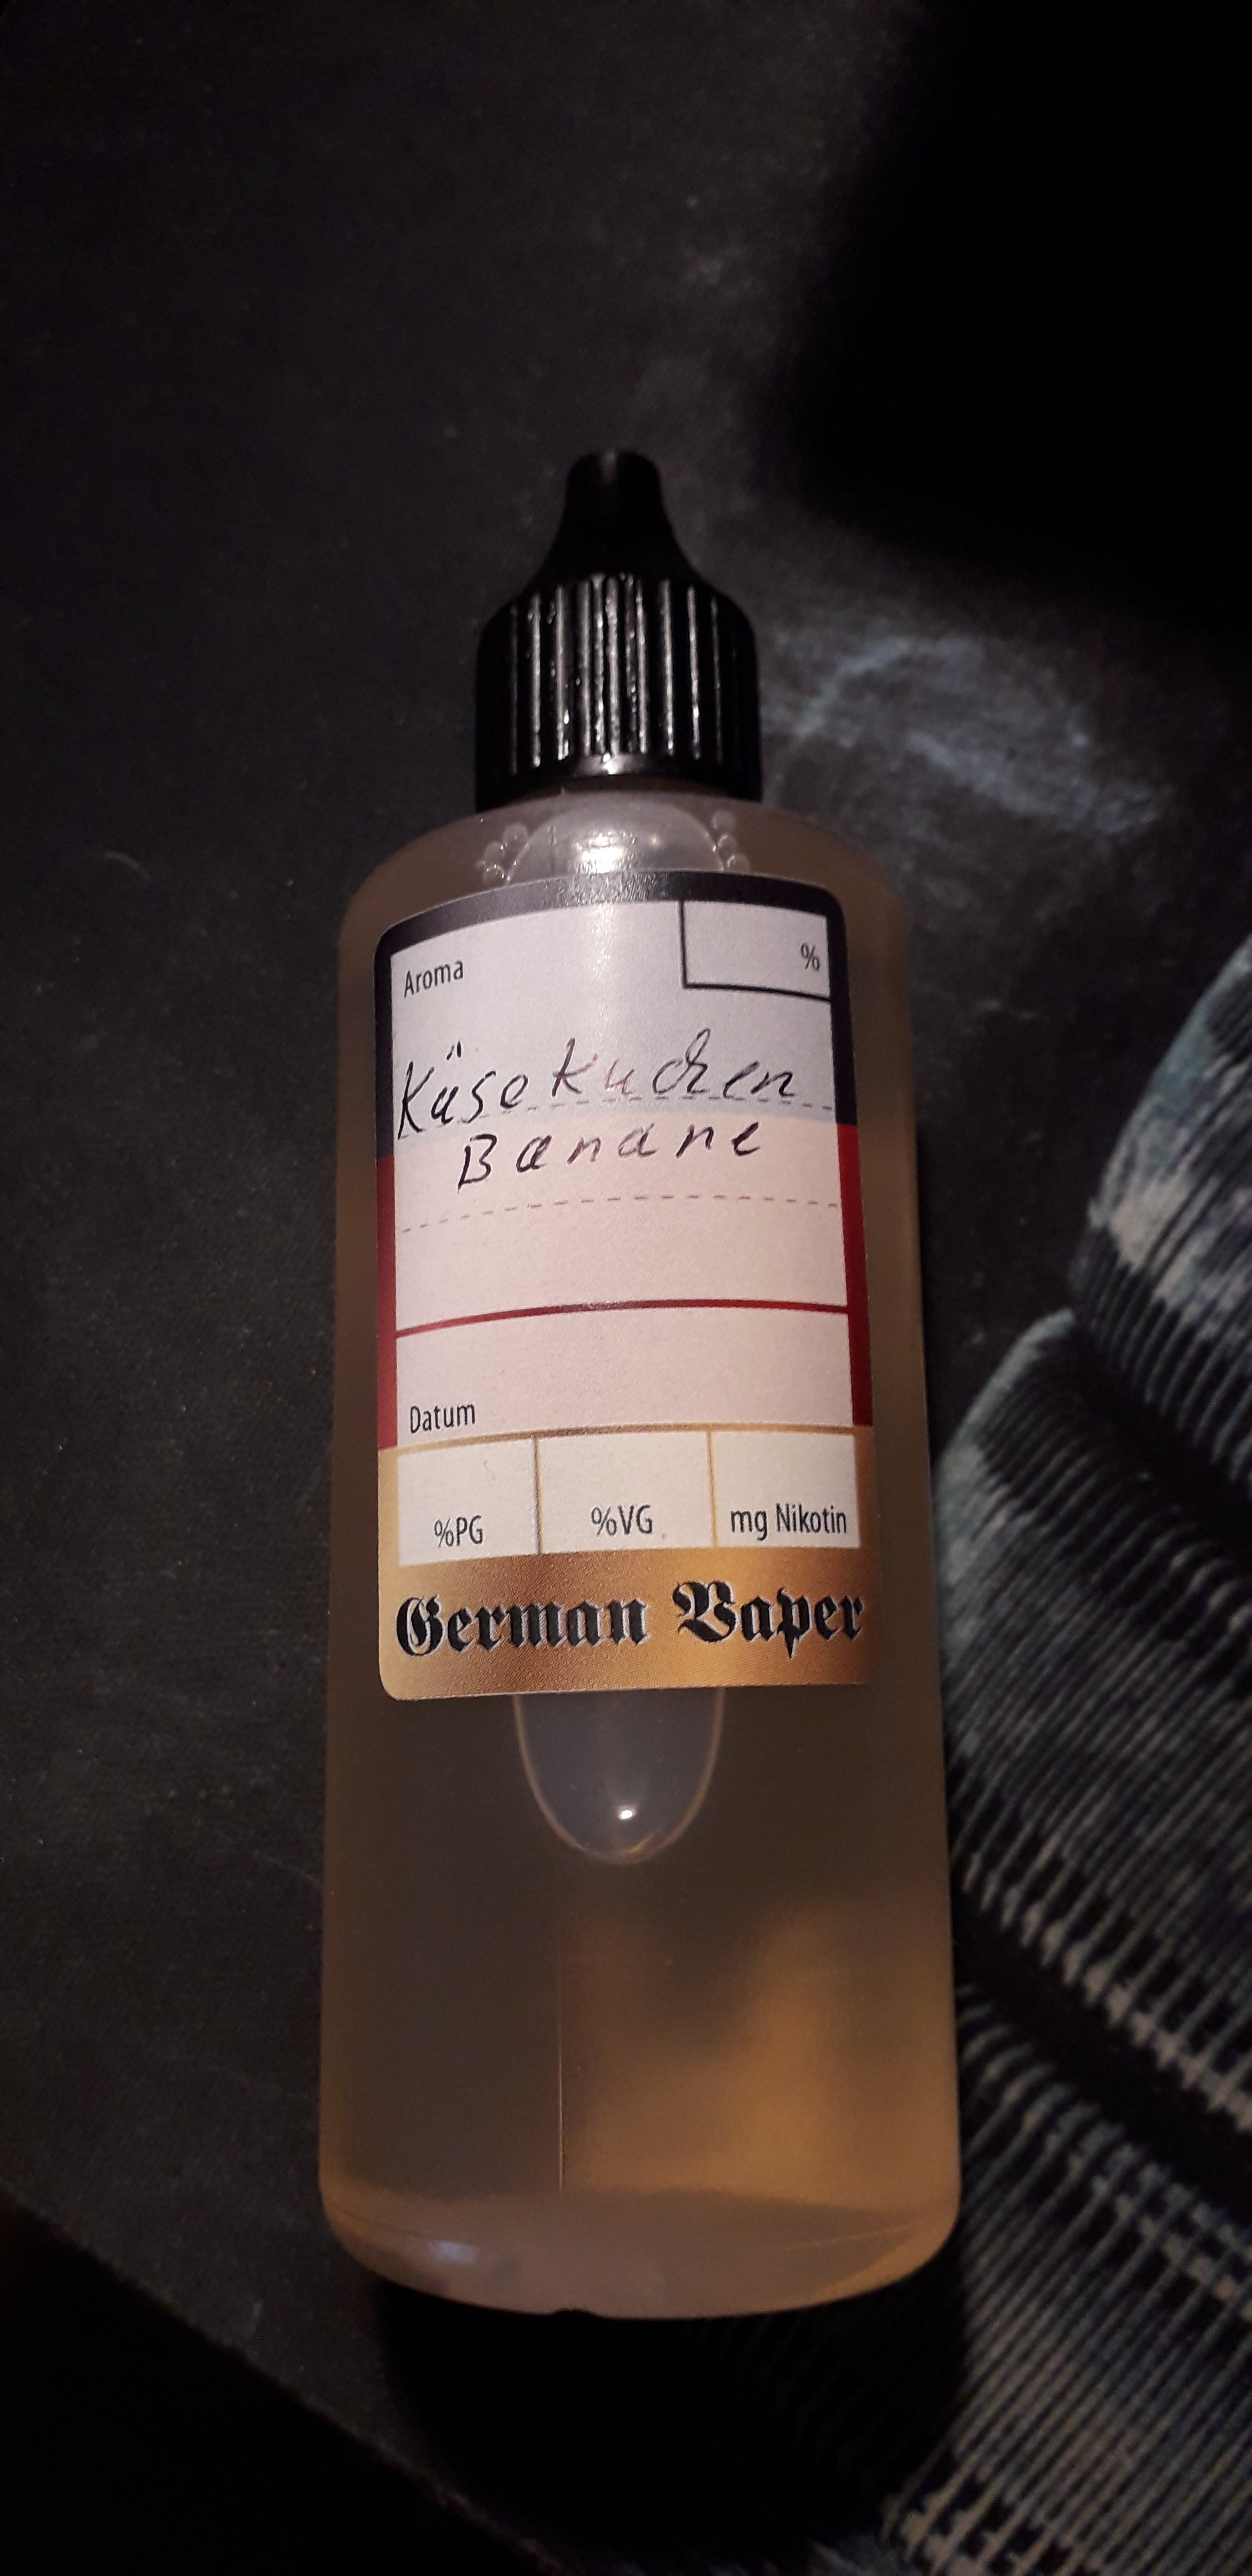 Aroma %
Käsekuchen
Banane
Datum
%PG %VG mg Nikotin
German Vaper